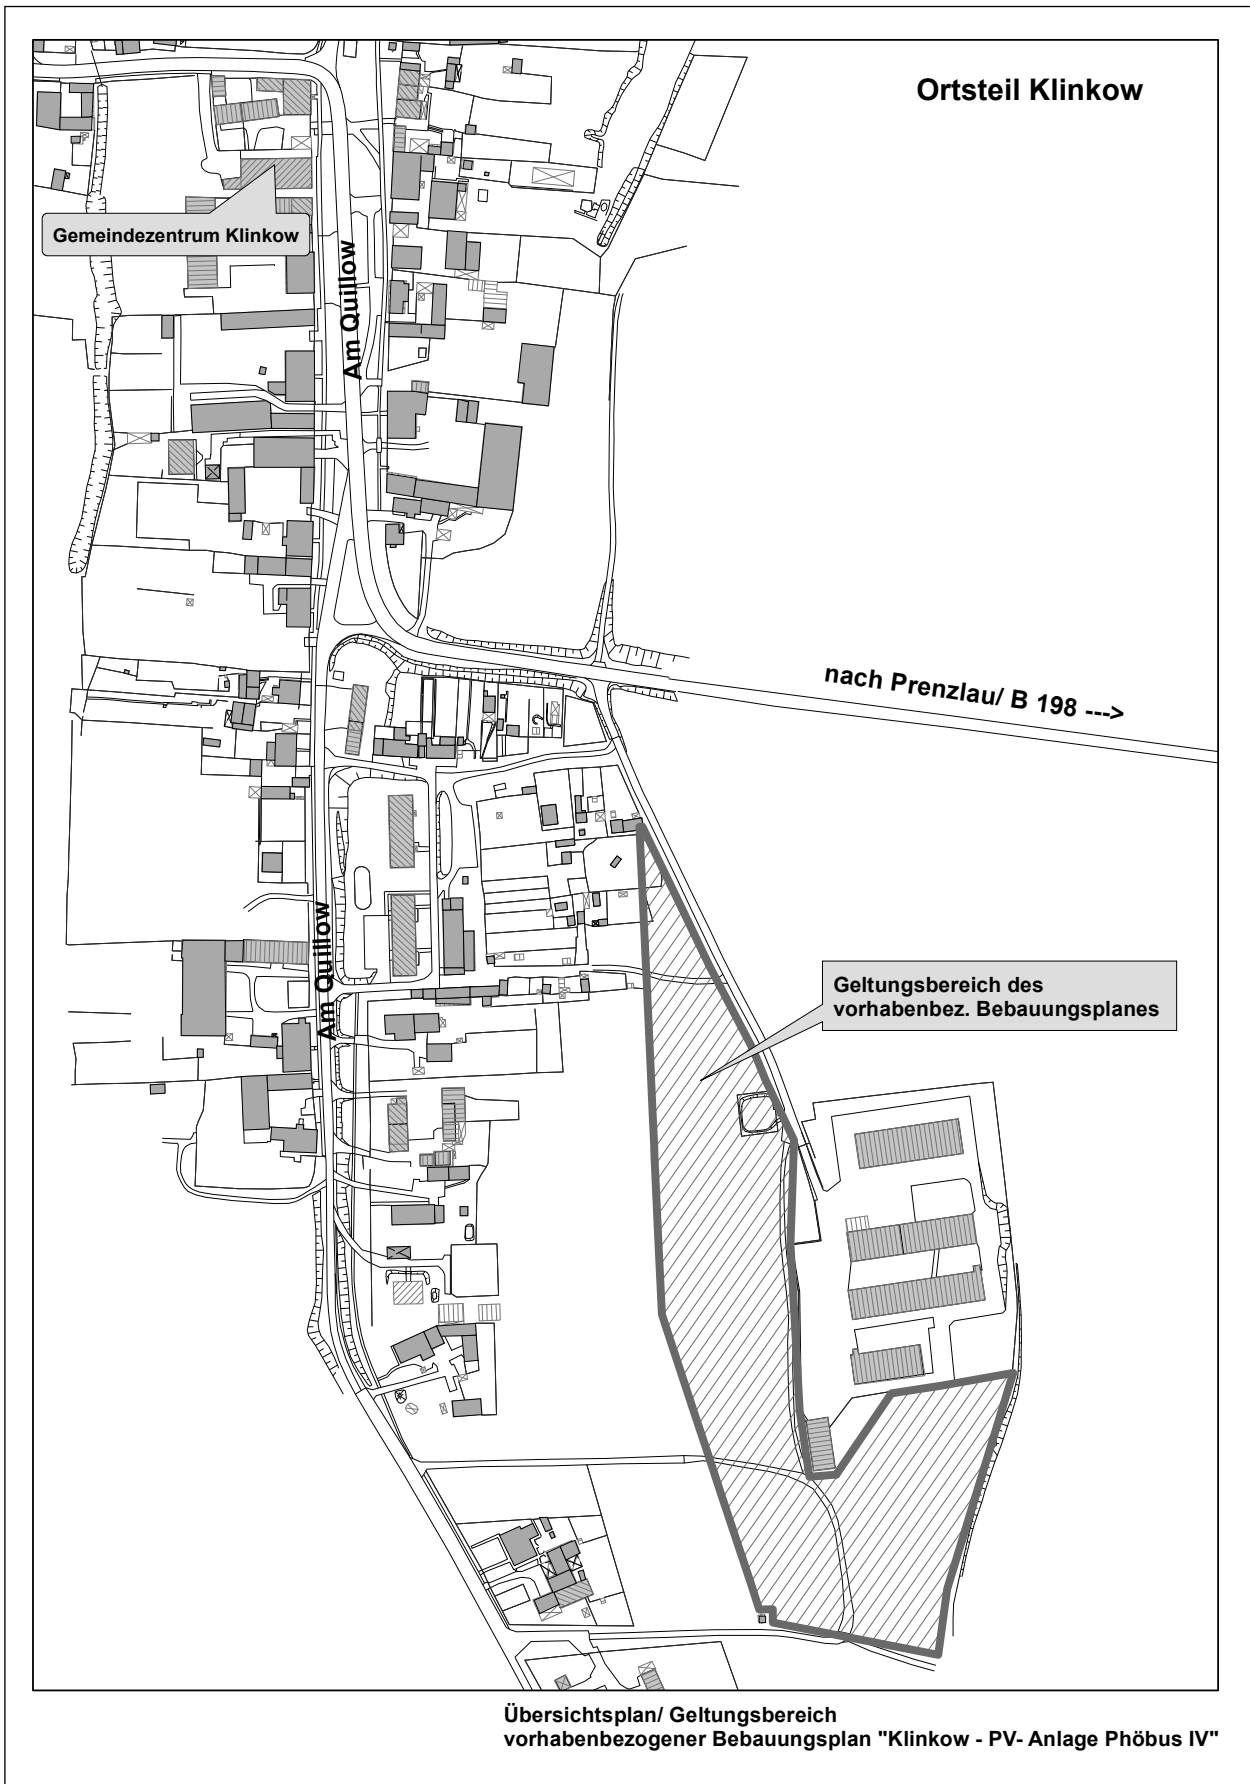 Ortsteil Klinkow
Gemeindezentrum Klinkow
Am Quillow
nach Prenzlau/ B 198 --->
Am Quillow
Geltungsbereich des
vorhabenbez. Bebauungsplanes
Übersichtsplan/ Geltungsbereich
vorhabenbezogener Bebauungsplan "Klinkow - PV- Anlage Phöbus IV"